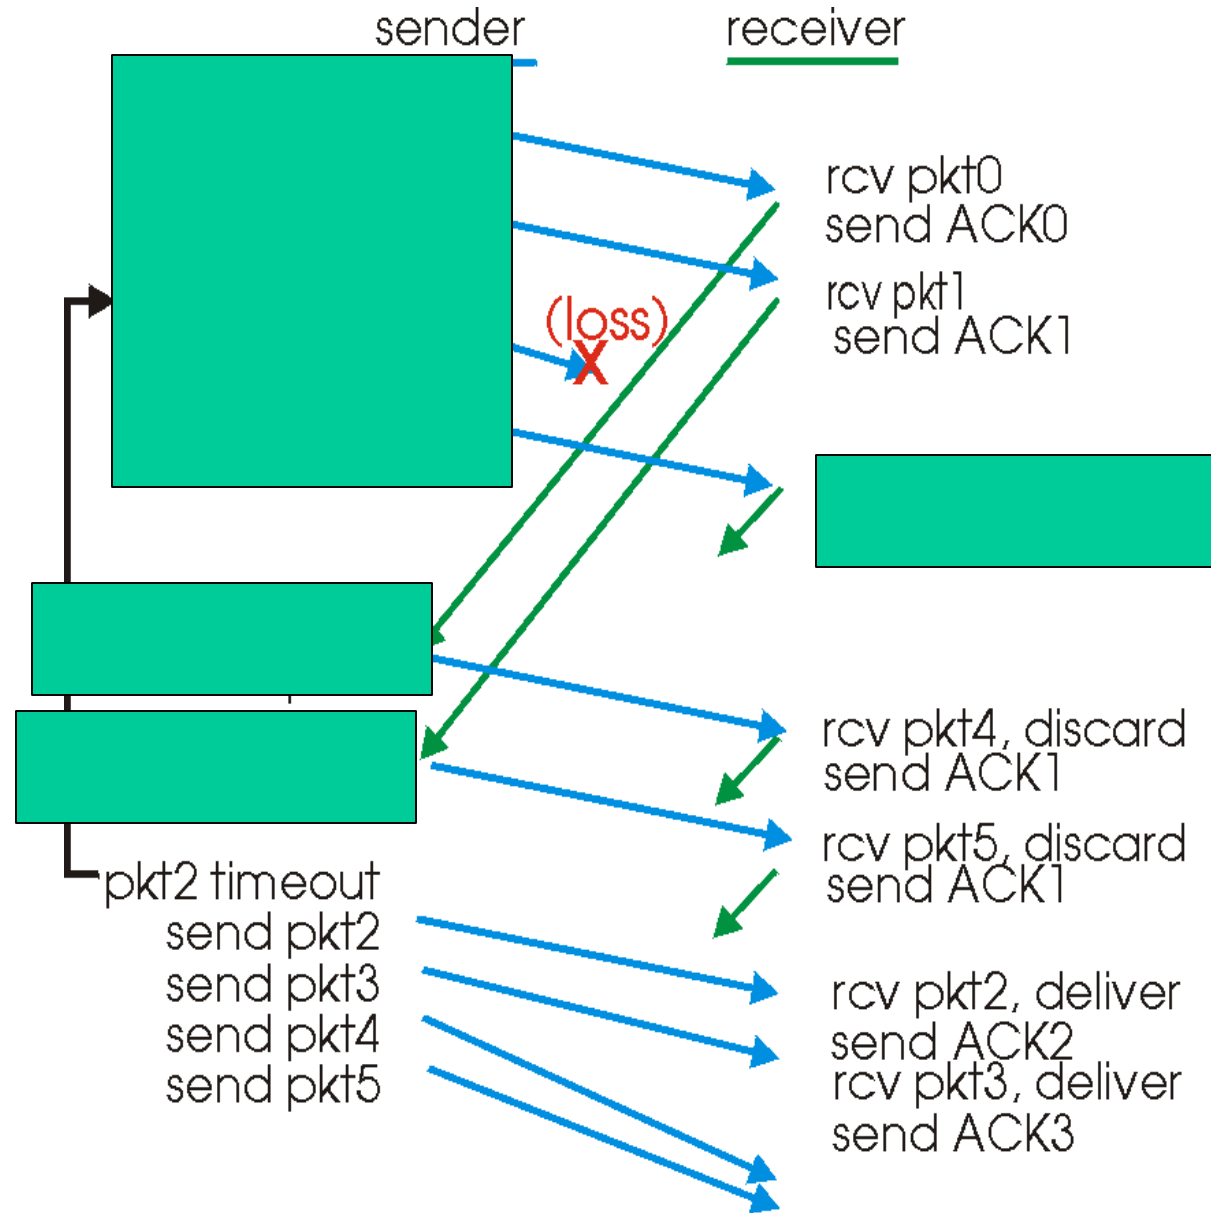 sender
receiver
rcv pkt0
send ACK0
rcv pkt1
send ACK1
(loss)
X
rcv pkt4, discard
send ACK1
rcv pkt5, discard
send ACK1
pkt2 timeout
send pkt2
send pkt3
send pkt4
send pkt5
rcv pkt2, deliver
send ACK2
rcv pkt3, deliver
send ACK3